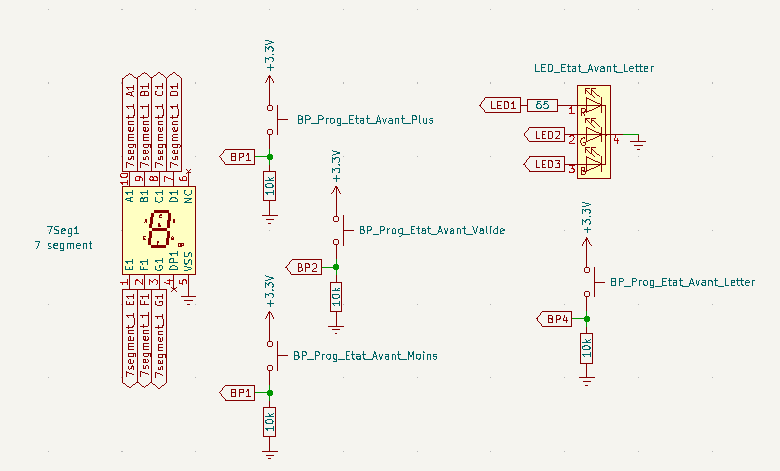 +3.3V
LED_Etat_Avant_Letter
7segment_1 A1
7segment_1 B1
7segment_1 C1
7segment_1 D1
LED1
65
1
R
BP_Prog_Etat_Avant_Plus
LED2
2
G
4
BP1
+3.3V
LED3
3
B
10
9
8
7
6
10k
A1
B1
C1
D1
NC
+3.3V
7Seg1
7 segment
BP_Prog_Etat_Avant_Valide
E1
F1
G1
DP1
VSS
BP2
1
2
3
4
5
10k
BP_Prog_Etat_Avant_Letter
+3.3V
7segment_1 E1
7segment_1 F1
7segment_1 G1
BP4
10k
BP_Prog_Etat_Avant_Moins
BP1
10k